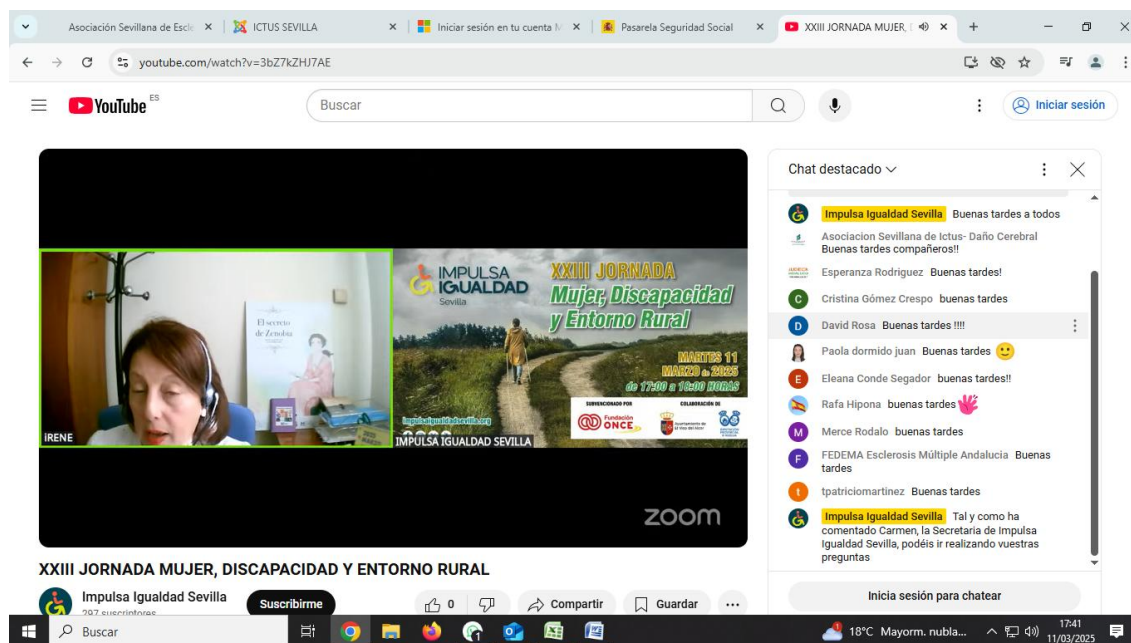 Asociación Sevillana de Escle
ICTUS SEVILLA
Iniciar sesión en tu cuenta M
Pasarela Seguridad Social
XXIII JORNADA MUJER, D
youtube.com/watch?v=3bZ7kZHJ7AE
YouTube ES
Buscar
Iniciar sesión
El secreto
de Zenobia
IRENE
IMPULSA
IGUALDAD
Sevilla
XXIII JORNADA
Mujer, Discapacidad
y Entorno Rural
MARTES 11
MARZO de 2025
de 17:00 a 18:00 HORAS
impulsaigualdadsevilla.org
SUBVENCIONADO POR
Fundación
ONCE
COLABORACIÓN DE
IMPULSA IGUALDAD SEVILLA
zoom
Chat destacado
Impulsa Igualdad Sevilla Buenas tardes a todos
Asociacion Sevillana de Ictus- Daño Cerebral
Buenas tardes compañeros!!
Esperanza Rodriguez Buenas tardes!
C Cristina Gómez Crespo buenas tardes
D David Rosa Buenas tardes !!!!
Paola dormido juan Buenas tardes 🙂
E Eleana Conde Segador buenas tardes!!
Rafa Hipona buenas tardes
M Merce Rodalo buenas tardes
F FEDEMA Esclerosis Múltiple Andalucia Buenas
tardes
t tpatriciomartinez Buenas tardes
Impulsa Igualdad Sevilla Tal y como ha
comentado Carmen, la Secretaria de Impulsa
Igualdad Sevilla, podéis ir realizando vuestras
preguntas
Inicia sesión para chatear
XXIII JORNADA MUJER, DISCAPACIDAD Y ENTORNO RURAL
Impulsa Igualdad Sevilla
297 suscriptores
Suscribirme
0
Compartir
Guardar
Buscar
18°C Mayorm. nubla...
17:41
11/03/2025